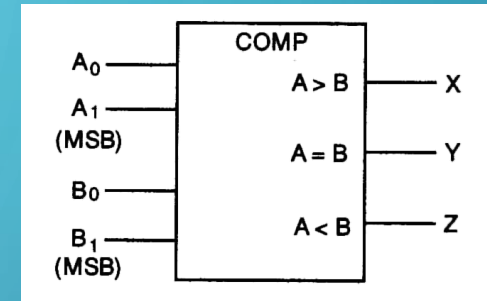 COMP
A₀
A > B X
A₁
(MSB)
A = B Y
B₀
A < B Z
B₁
(MSB)